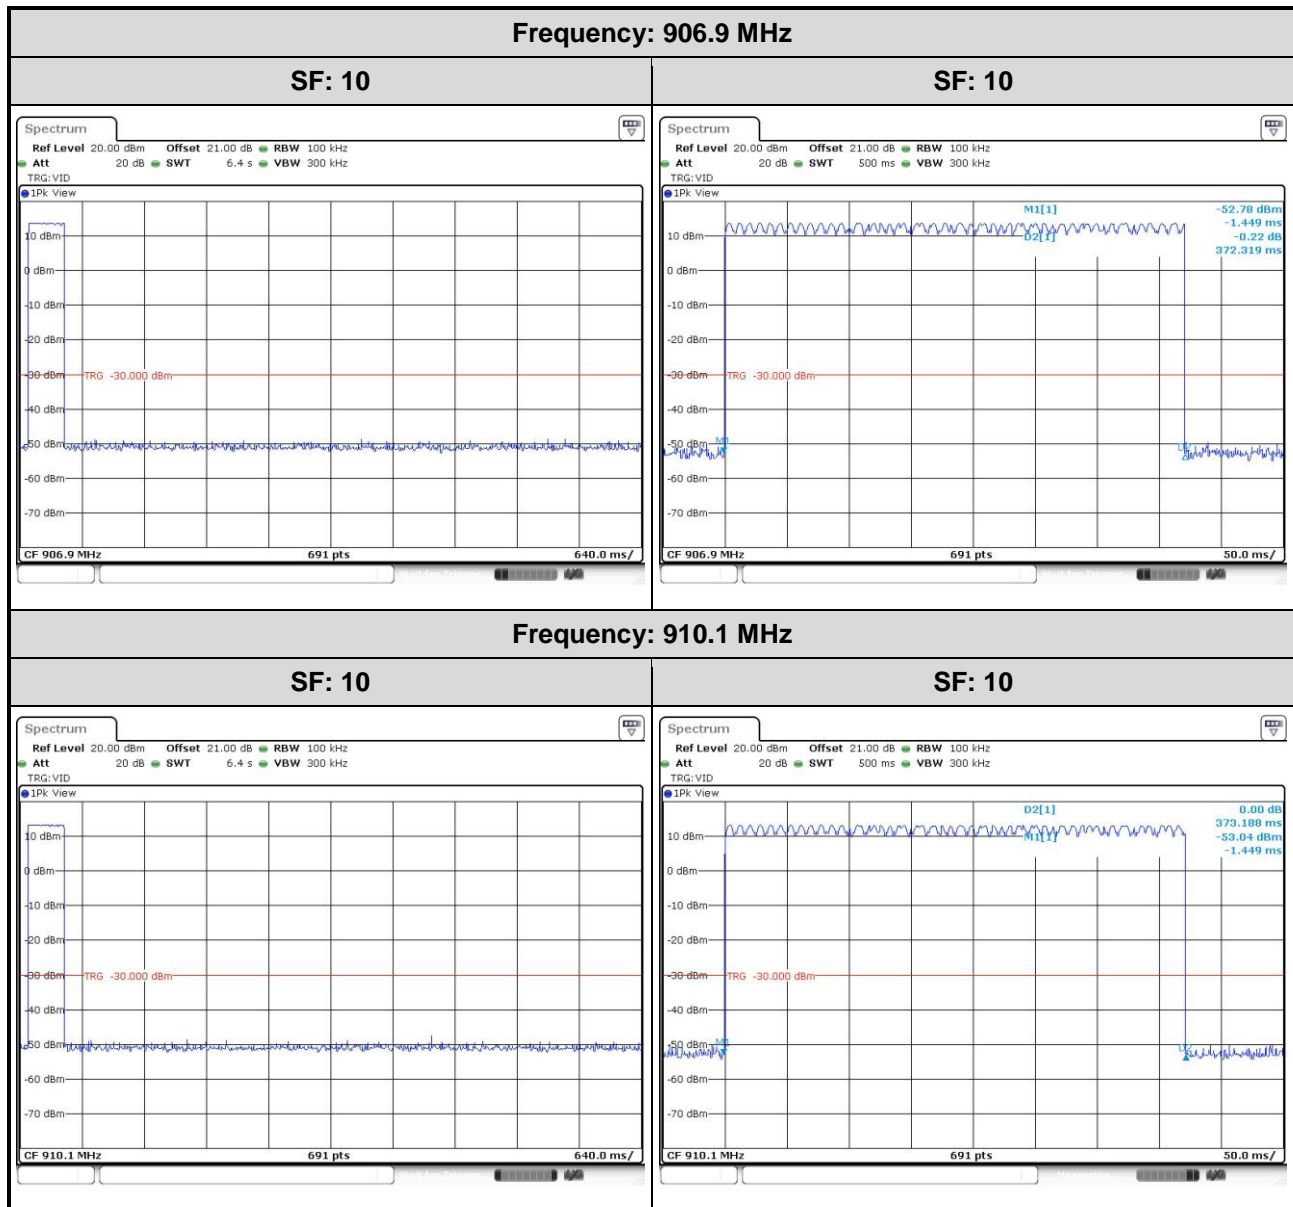 Frequency: 906.9 MHz
SF: 10 SF: 10
Spectrum
Ref Level 20.00 dBm Offset 21.00 dB RBW 100 kHz
Att 20 dB SWT 6.4 s VBW 300 kHz
TRG:VID
1Pk View
10 dBm
0 dBm
-10 dBm
-20 dBm
-30 dBm TRG -30.000 dBm
-40 dBm
-50 dBm
-60 dBm
-70 dBm
CF 906.9 MHz 691 pts 640.0 ms/
Spectrum
Ref Level 20.00 dBm Offset 21.00 dB RBW 100 kHz
Att 20 dB SWT 500 ms VBW 300 kHz
TRG:VID
1Pk View
M1[1] -52.78 dBm
-1.449 ms
10 dBm D2[1] -0.22 dB
372.319 ms
0 dBm
-10 dBm
-20 dBm
-30 dBm TRG -30.000 dBm
-40 dBm
-50 dBm M1
-60 dBm
-70 dBm
CF 906.9 MHz 691 pts 50.0 ms/
Frequency: 910.1 MHz
SF: 10 SF: 10
Spectrum
Ref Level 20.00 dBm Offset 21.00 dB RBW 100 kHz
Att 20 dB SWT 6.4 s VBW 300 kHz
TRG:VID
1Pk View
10 dBm
0 dBm
-10 dBm
-20 dBm
-30 dBm TRG -30.000 dBm
-40 dBm
-50 dBm
-60 dBm
-70 dBm
CF 910.1 MHz 691 pts 640.0 ms/
Spectrum
Ref Level 20.00 dBm Offset 21.00 dB RBW 100 kHz
Att 20 dB SWT 500 ms VBW 300 kHz
TRG:VID
1Pk View
D2[1] 0.00 dB
373.188 ms
10 dBm M1[1] -53.04 dBm
-1.449 ms
0 dBm
-10 dBm
-20 dBm
-30 dBm TRG -30.000 dBm
-40 dBm
-50 dBm M1
-60 dBm
-70 dBm
CF 910.1 MHz 691 pts 50.0 ms/